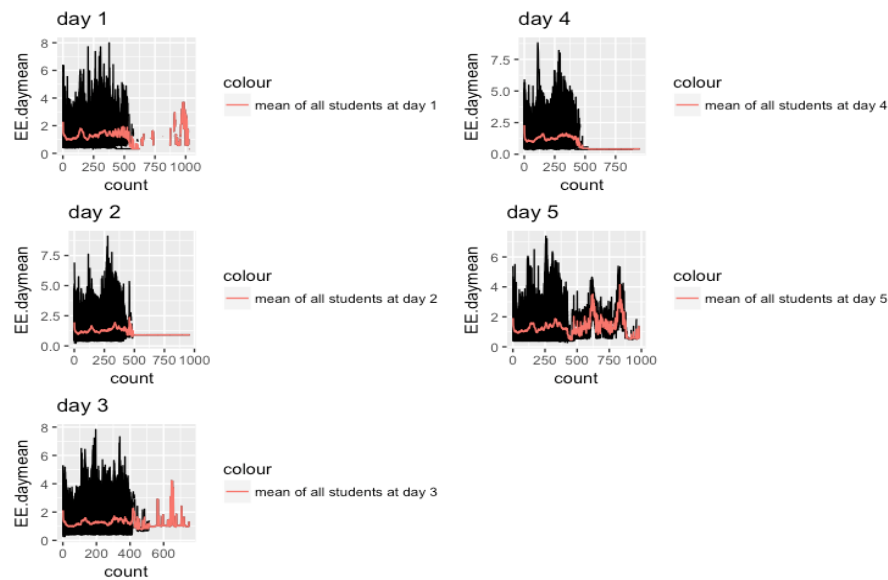 day 1
EE.daymean
8
6
4
2
0
0 250 500 750 1000
count
colour
mean of all students at day 1
day 2
EE.daymean
7.5
5.0
2.5
0.0
0 250 500 750 1000
count
colour
mean of all students at day 2
day 3
EE.daymean
8
6
4
2
0
0 200 400 600
count
colour
mean of all students at day 3
day 4
EE.daymean
7.5
5.0
2.5
0.0
0 250 500 750
count
colour
mean of all students at day 4
day 5
EE.daymean
6
4
2
0
0 250 500 750 1000
count
colour
mean of all students at day 5